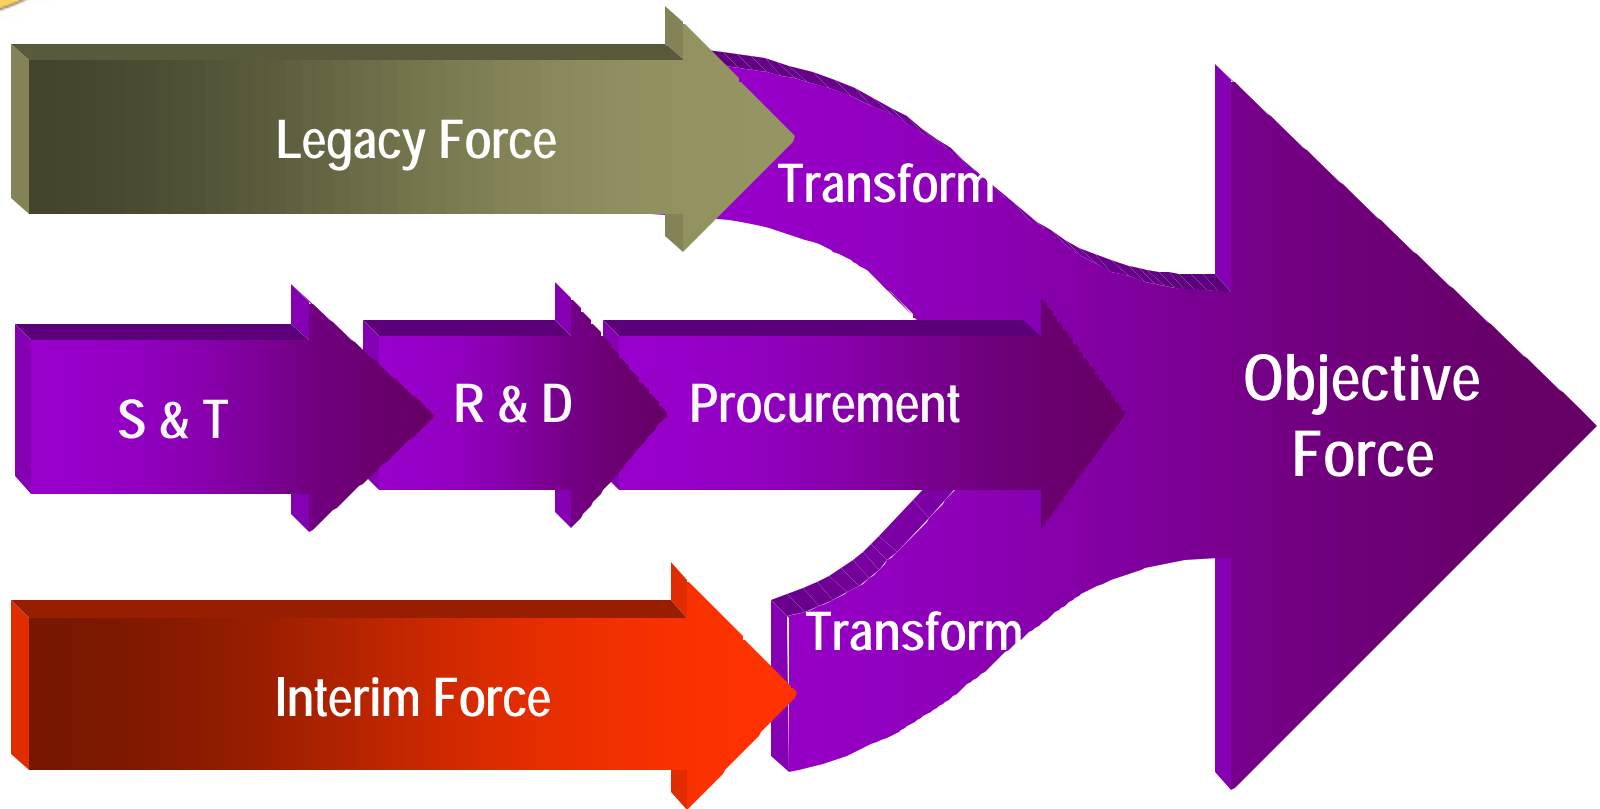 Legacy Force
Transform
S & T
R & D
Procurement
Objective
Force
Transform
Interim Force